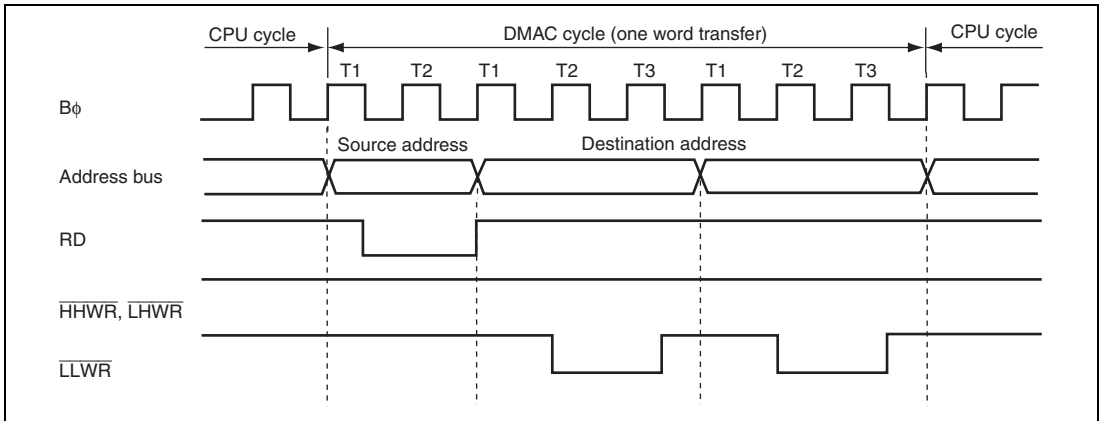 CPU cycle DMAC cycle (one word transfer) CPU cycle
T1 T2 T1 T2 T3 T1 T2 T3
Bϕ
Source address Destination address
Address bus
RD
HHWR, LHWR
LLWR